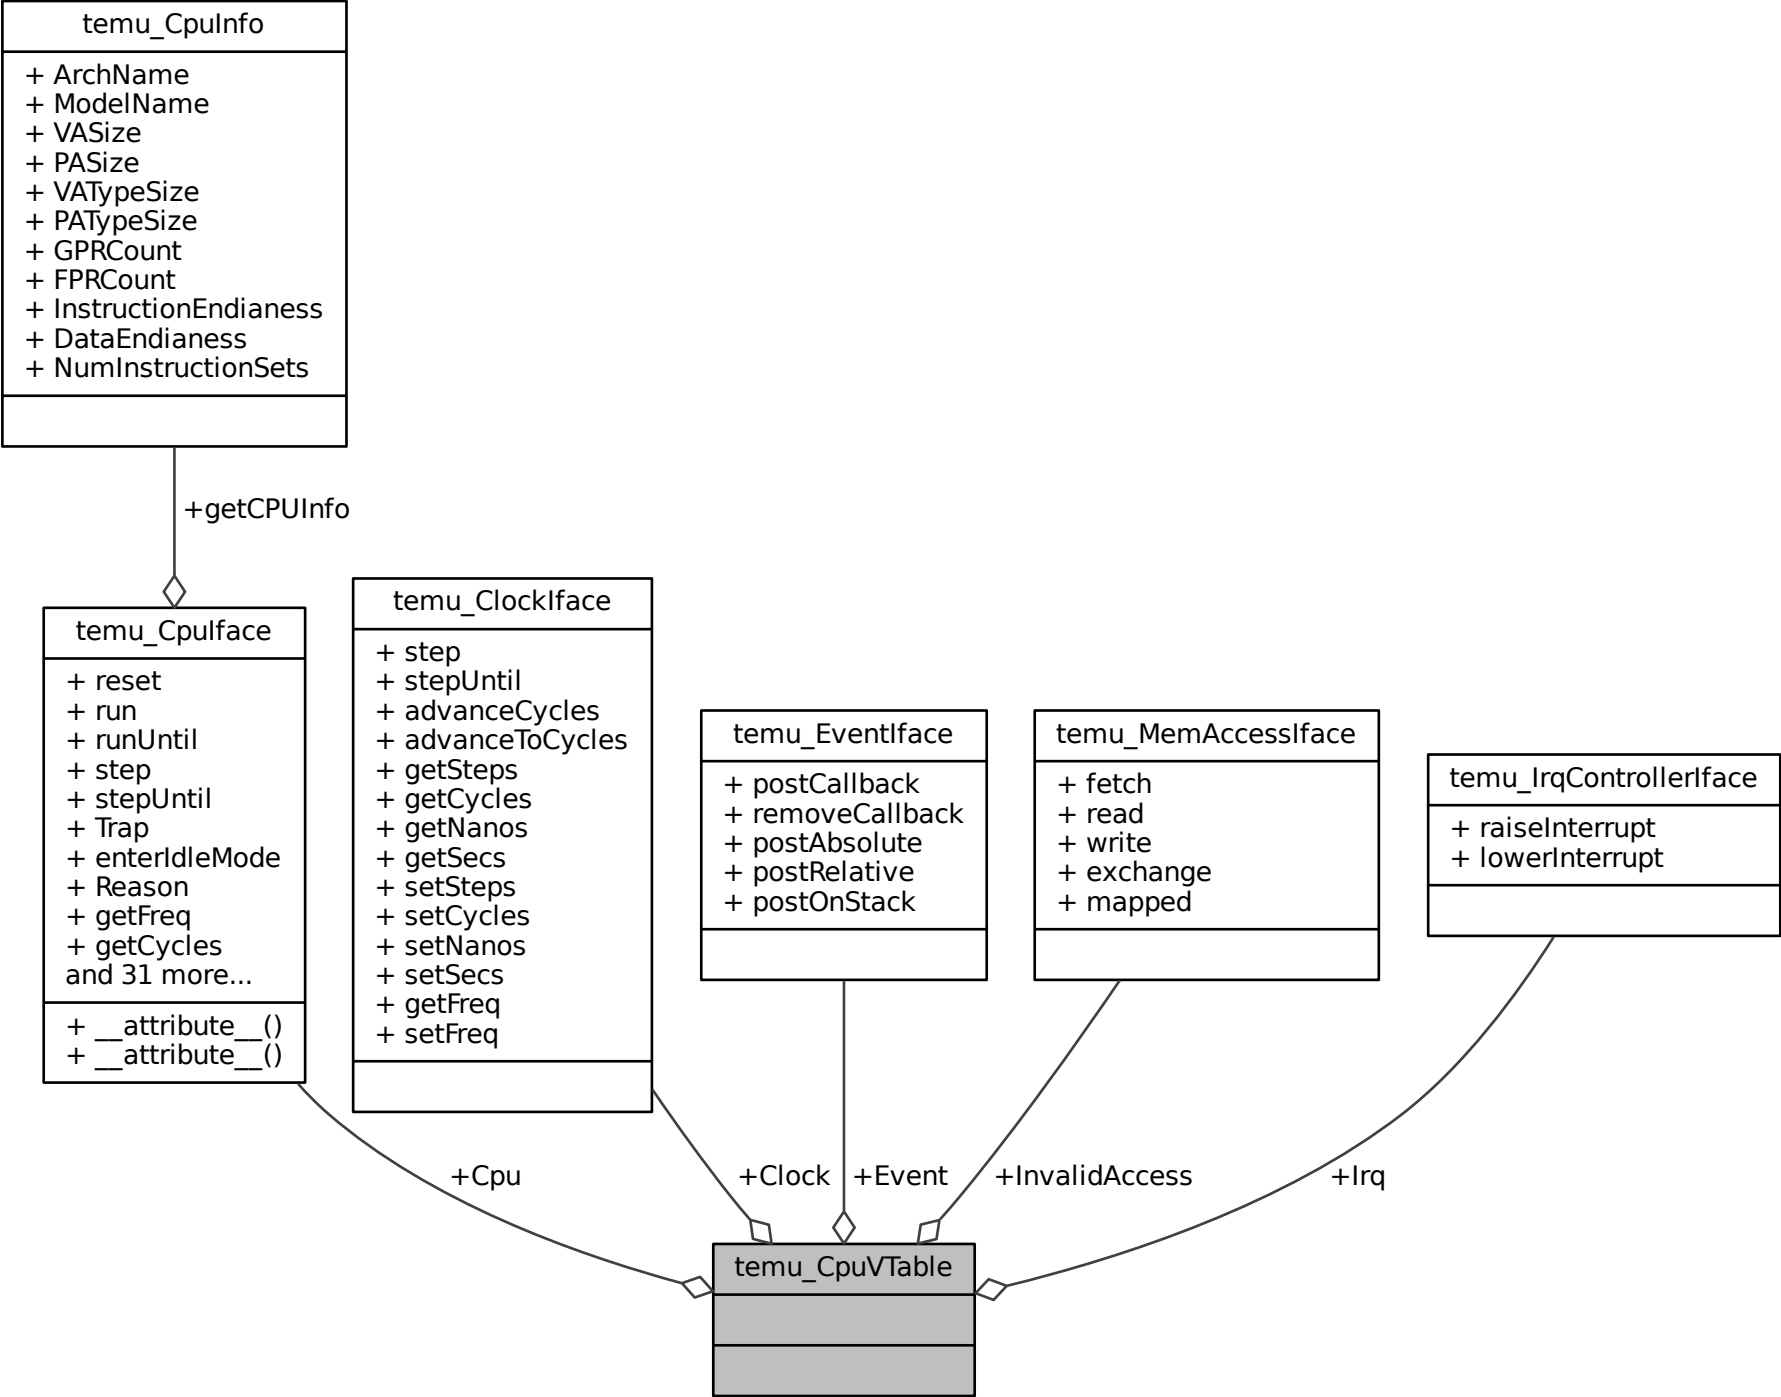 temu_CpuInfo
+ ArchName
+ ModelName
+ VASize
+ PASize
+ VATypeSize
+ PATypeSize
+ GPRCount
+ FPRCount
+ InstructionEndianess
+ DataEndianess
+ NumInstructionSets
+getCPUInfo
temu_CpuIface
+ reset
+ run
+ runUntil
+ step
+ stepUntil
+ Trap
+ enterIdleMode
+ Reason
+ getFreq
+ getCycles
and 31 more...
+ __attribute__()
+ __attribute__()
temu_ClockIface
+ step
+ stepUntil
+ advanceCycles
+ advanceToCycles
+ getSteps
+ getCycles
+ getNanos
+ getSecs
+ setSteps
+ setCycles
+ setNanos
+ setSecs
+ getFreq
+ setFreq
temu_EventIface
+ postCallback
+ removeCallback
+ postAbsolute
+ postRelative
+ postOnStack
temu_MemAccessIface
+ fetch
+ read
+ write
+ exchange
+ mapped
temu_IrqControllerIface
+ raiseInterrupt
+ lowerInterrupt
+Cpu
+Clock
+Event
+InvalidAccess
+Irq
temu_CpuVTable